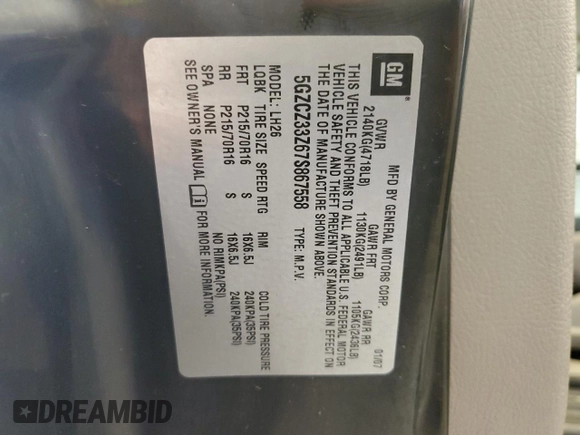 GM
®
MFD BY GENERAL MOTORS CORP. 01/07
GVWR GAWR FRT GAWR RR
2140KG(4718LB) 1130KG(2491LB) 1105KG(2436LB)
THIS VEHICLE CONFORMS TO ALL APPLICABLE U.S. FEDERAL MOTOR
VEHICLE SAFETY AND THEFT PREVENTION STANDARDS IN EFFECT ON
THE DATE OF MANUFACTURE SHOWN ABOVE.
5GZCZ33Z67S867558 TYPE: M.P.V.
MODEL: LH26
LQBK TIRE SIZE SPEED RTG RIM COLD TIRE PRESSURE
FRT P215/70R16 S 16X6.5J 240KPA(35PSI)
RR P215/70R16 S 16X6.5J 240KPA(35PSI)
SPA NONE NO RIMKPA(PSI)
SEE OWNER'S MANUAL i FOR MORE INFORMATION.
DREAMBID